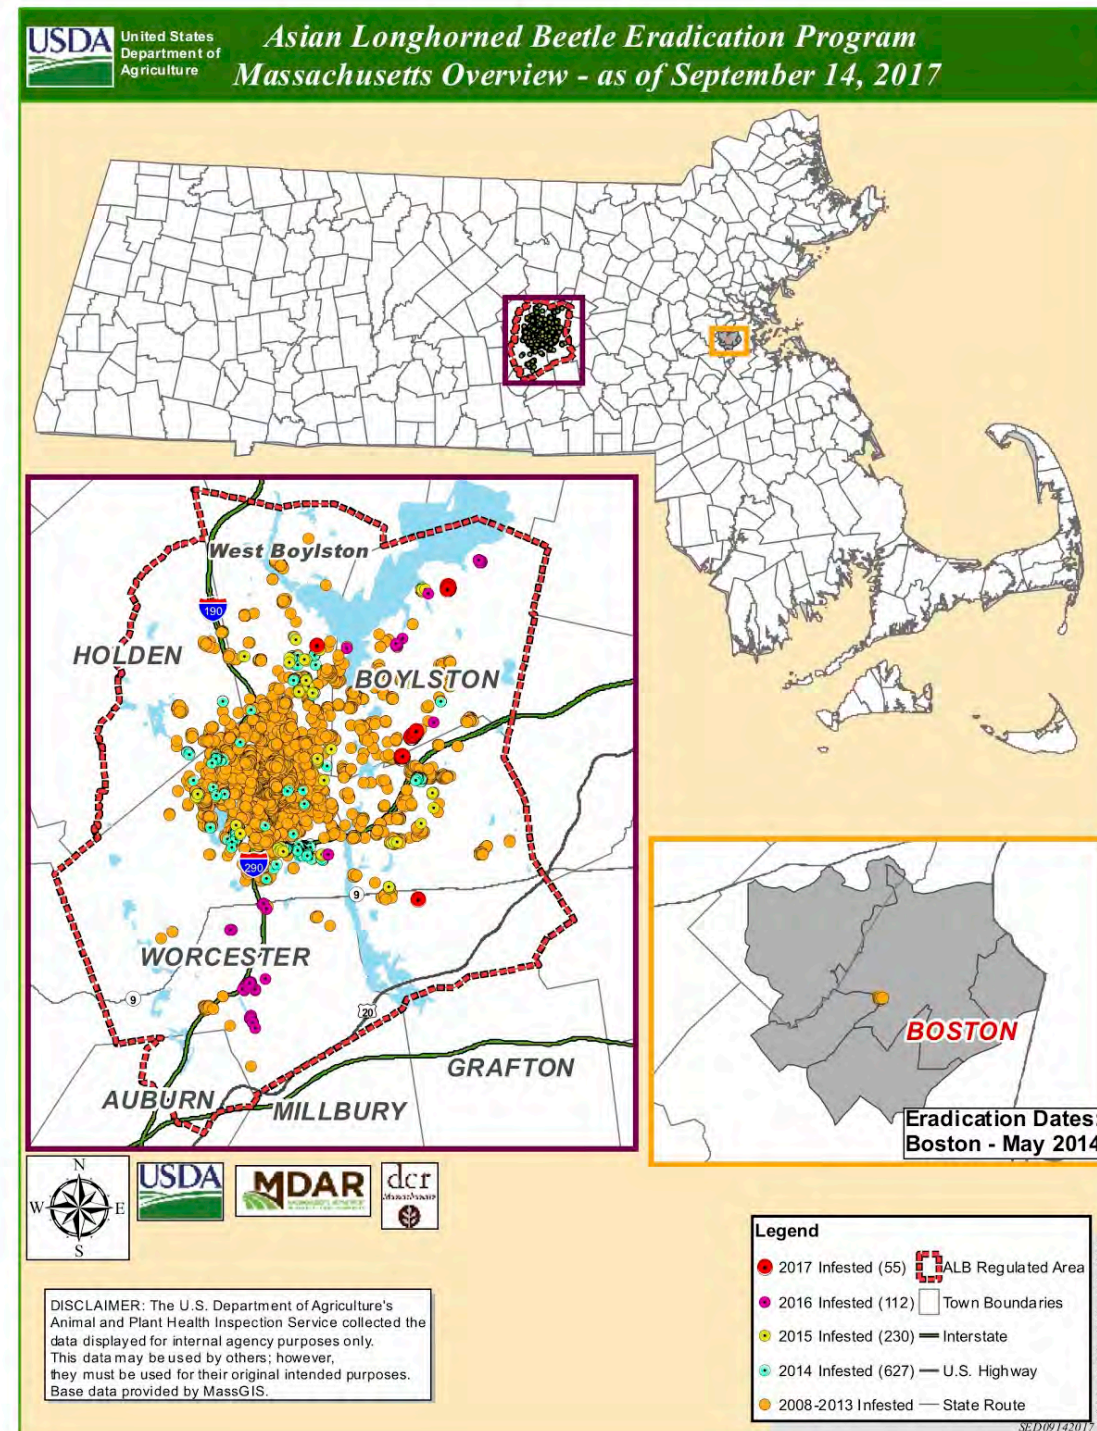 USDA
United States
Department of
Agriculture
Asian Longhorned Beetle Eradication Program
Massachusetts Overview - as of September 14, 2017
West Boylston
190
HOLDEN
BOYLSTON
290
9
WORCESTER
9
20
GRAFTON
AUBURN
MILLBURY
BOSTON
Eradication Dates:
Boston - May 2014
N
W
E
S
USDA
MDAR
dcr
Massachusetts
DISCLAIMER: The U.S. Department of Agriculture's
Animal and Plant Health Inspection Service collected the
data displayed for internal agency purposes only.
This data may be used by others; however,
they must be used for their original intended purposes.
Base data provided by MassGIS.
Legend
2017 Infested (55)
ALB Regulated Area
2016 Infested (112)
Town Boundaries
2015 Infested (230)
Interstate
2014 Infested (627)
U.S. Highway
2008-2013 Infested
State Route
SED09142017